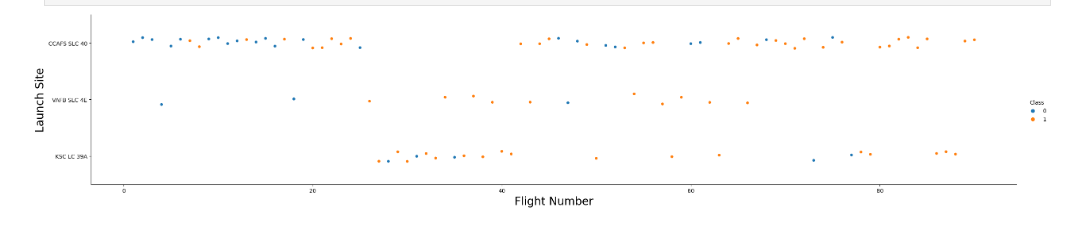 CCAFS SLC 40
VAFB SLC 4E
KSC LC 39A
Launch Site
0
20
40
60
80
Flight Number
Class
0
1